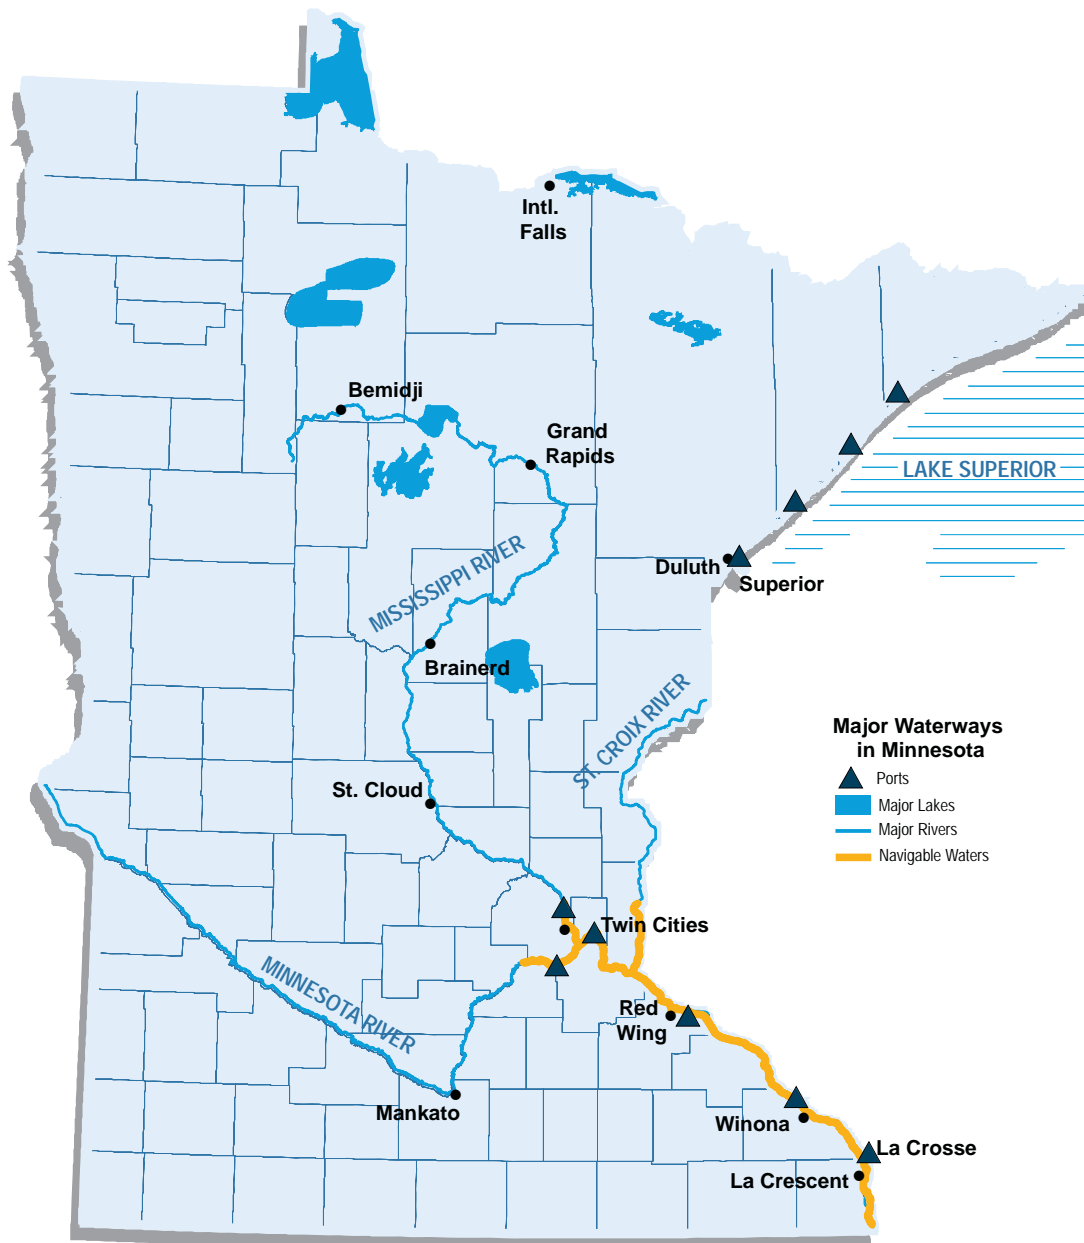 Intl.
Falls
Bemidji
Grand
Rapids
LAKE SUPERIOR
MISSISSIPPI RIVER
Duluth
Superior
Brainerd
ST. CROIX RIVER
Major Waterways
in Minnesota
Ports
Major Lakes
Major Rivers
Navigable Waters
St. Cloud
Twin Cities
MINNESOTA RIVER
Red
Wing
Mankato
Winona
La Crosse
La Crescent